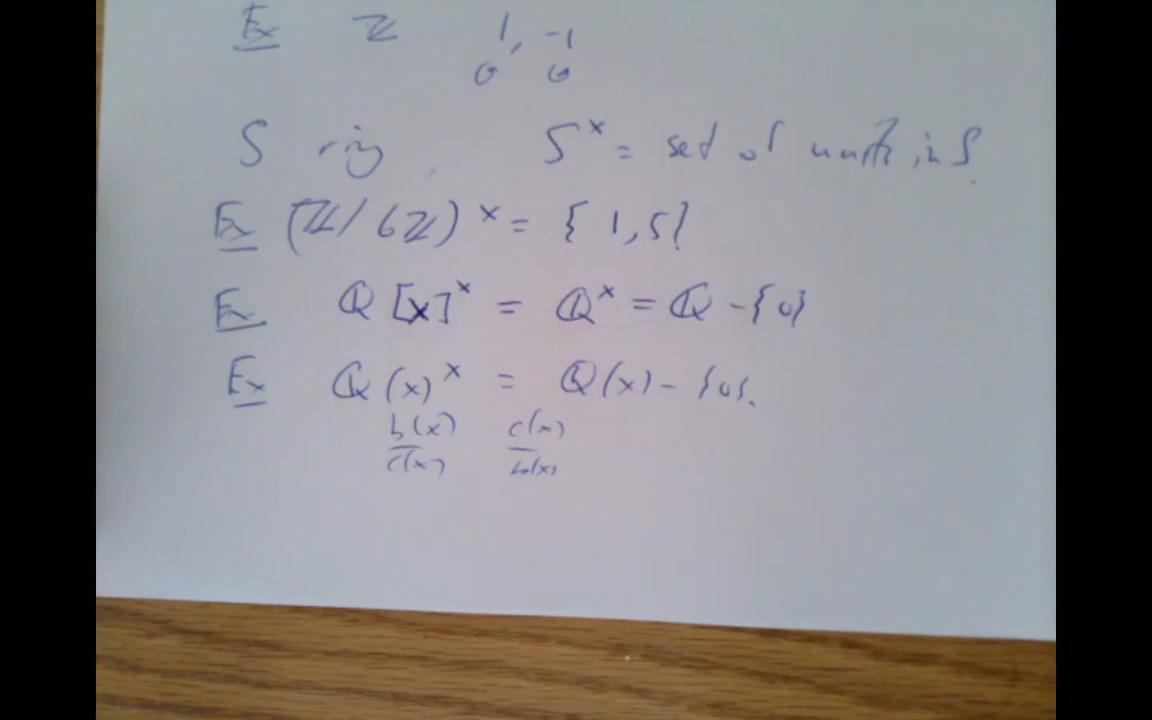 Ex ℤ 1, -1
S ring S^× = set of units in S.
Ex (ℤ/6ℤ)^× = { 1, 5}
Ex ℚ[x]^× = ℚ^× = ℚ - {0}
Ex ℚ(x)^× = ℚ(x) - {0}.
b(x)/c(x) c(x)/b(x)